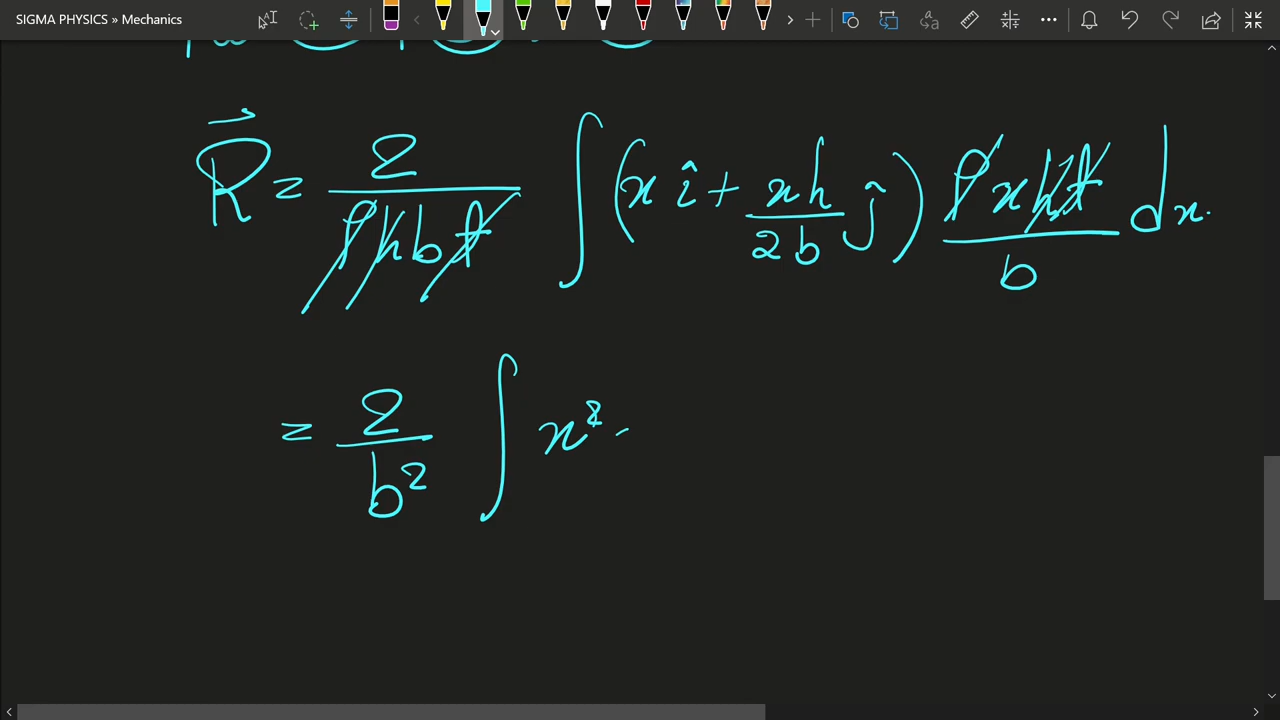 SIGMA PHYSICS » Mechanics
R⃗ = 2/(ρhbt) ∫ (x î + xh/2b ĵ) ρxht/b dx.
= 2/b² ∫ x²